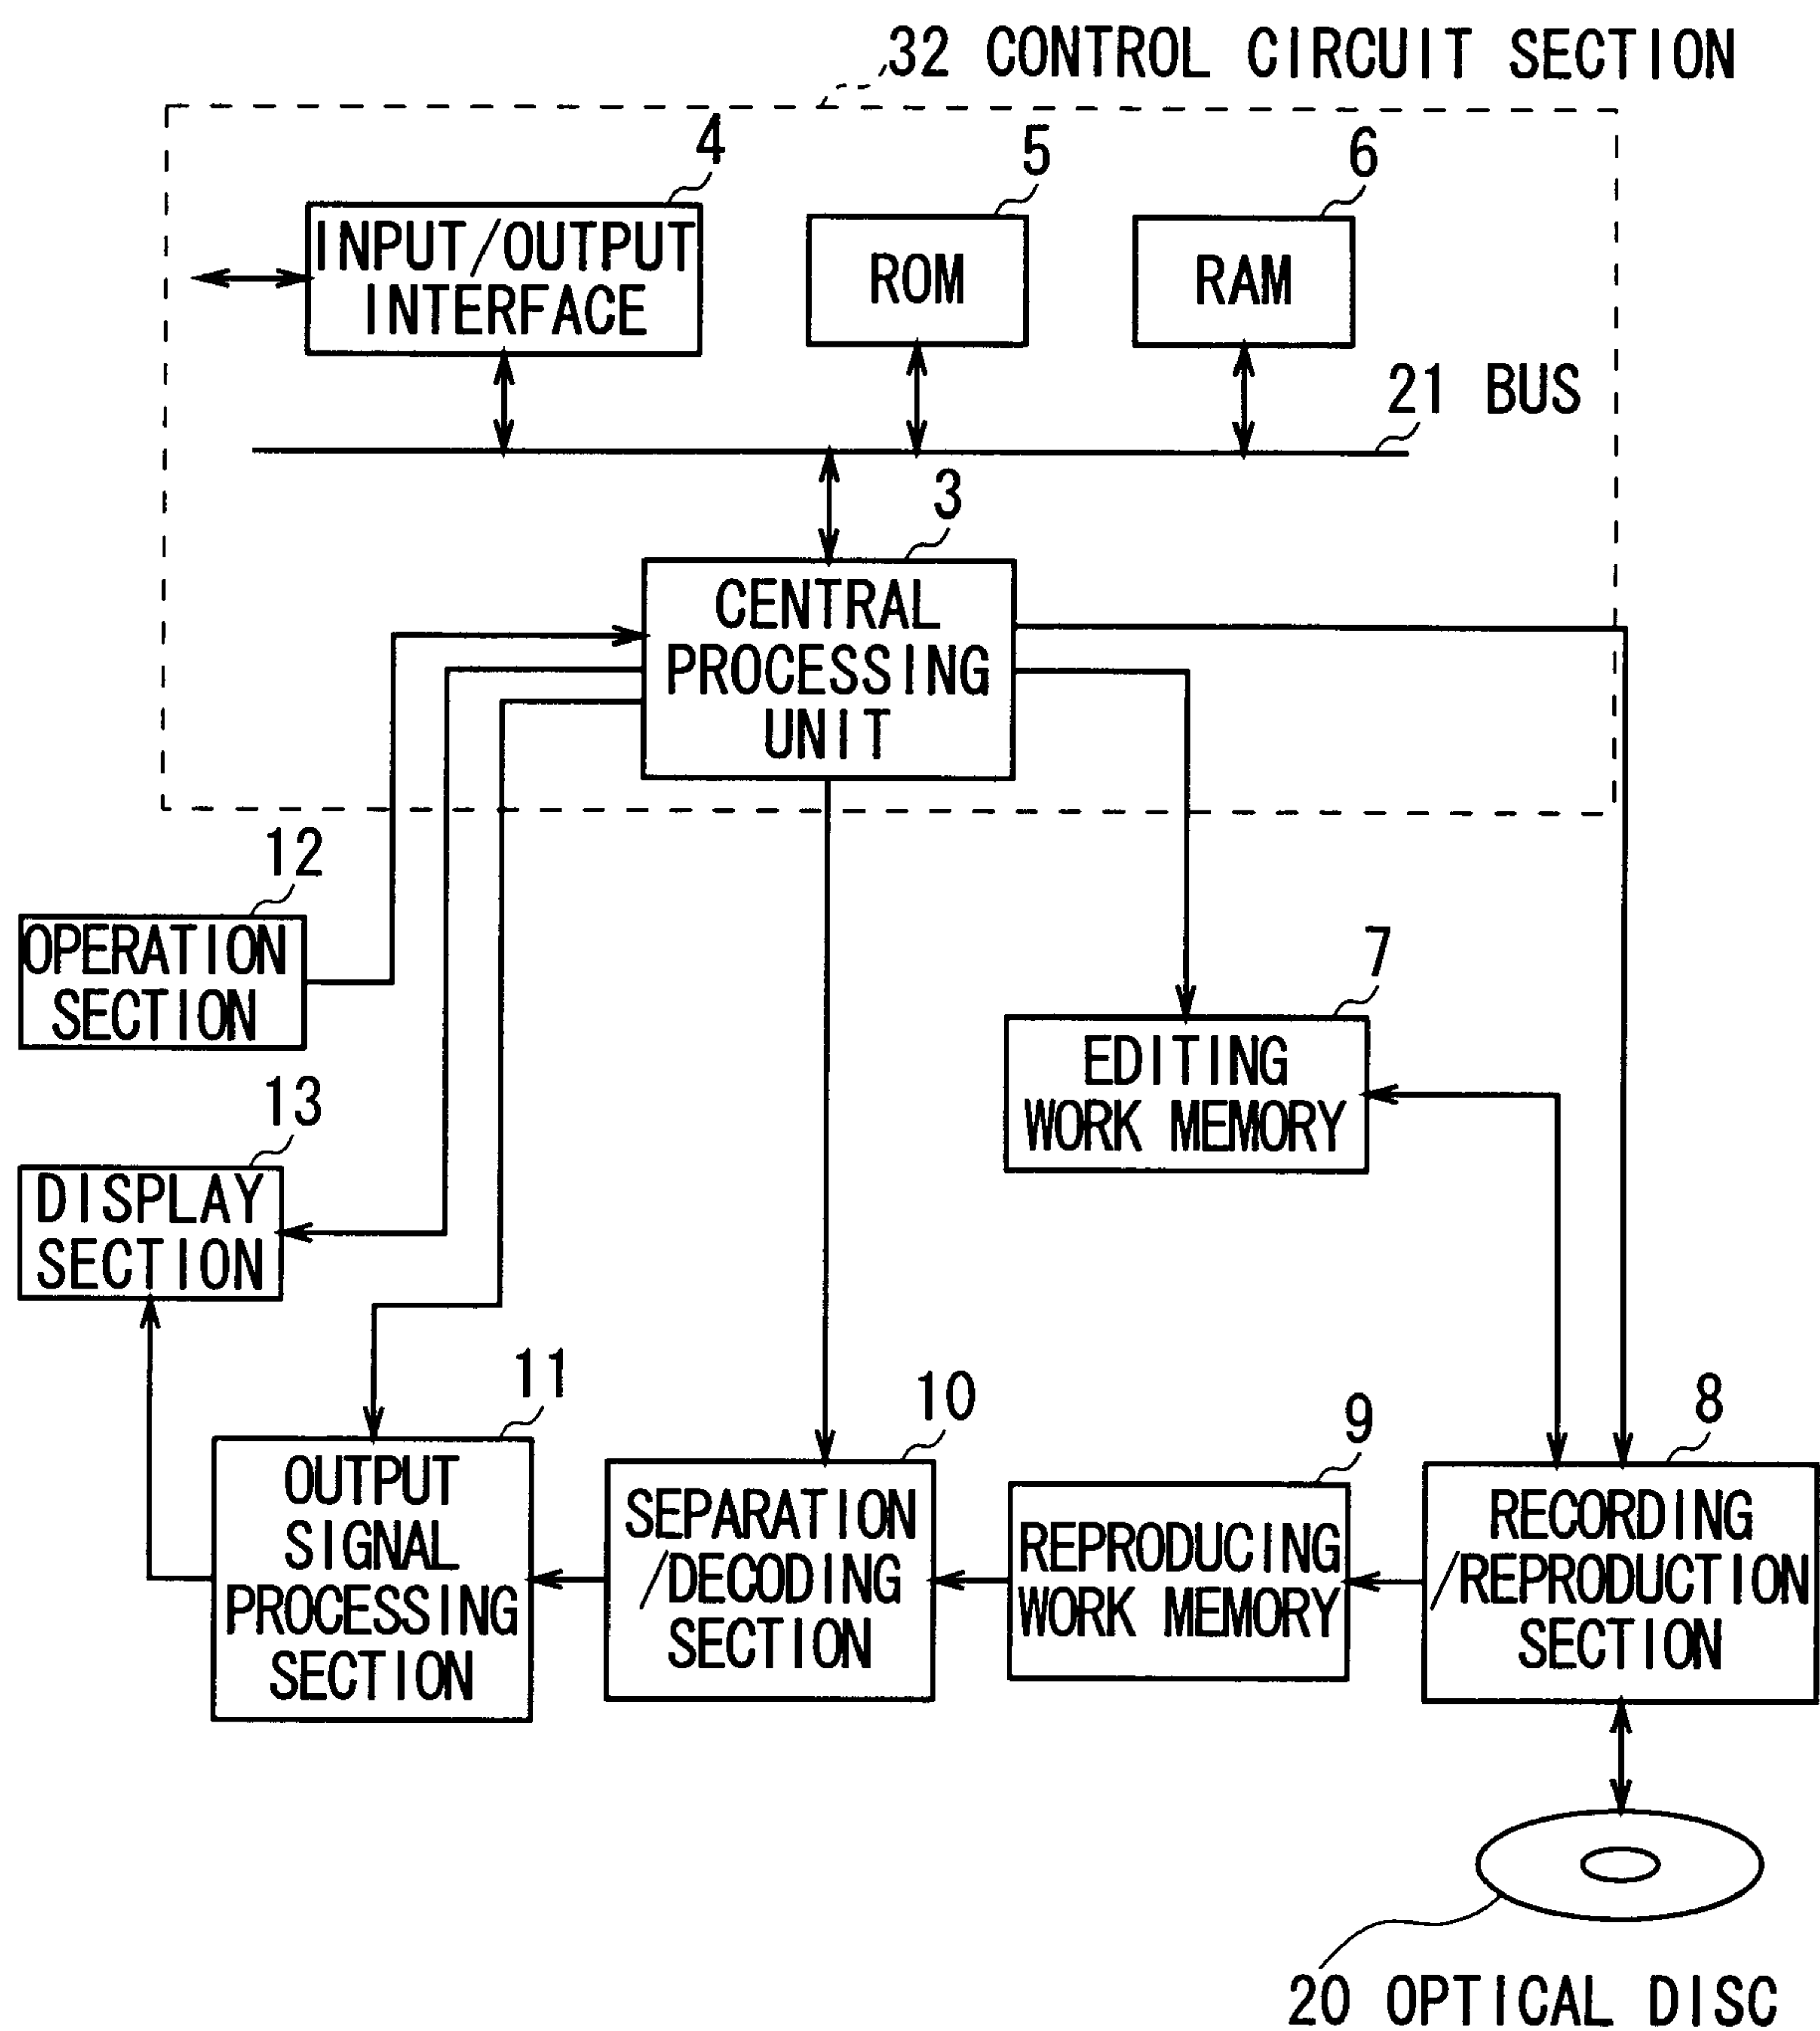 32 CONTROL CIRCUIT SECTION
4
5
6
INPUT/OUTPUT
INTERFACE
ROM
RAM
21 BUS
3
CENTRAL
PROCESSING
UNIT
12
OPERATION
SECTION
7
EDITING
WORK MEMORY
13
DISPLAY
SECTION
11
OUTPUT
SIGNAL
PROCESSING
SECTION
10
SEPARATION
/DECODING
SECTION
9
REPRODUCING
WORK MEMORY
8
RECORDING
/REPRODUCTION
SECTION
20 OPTICAL DISC